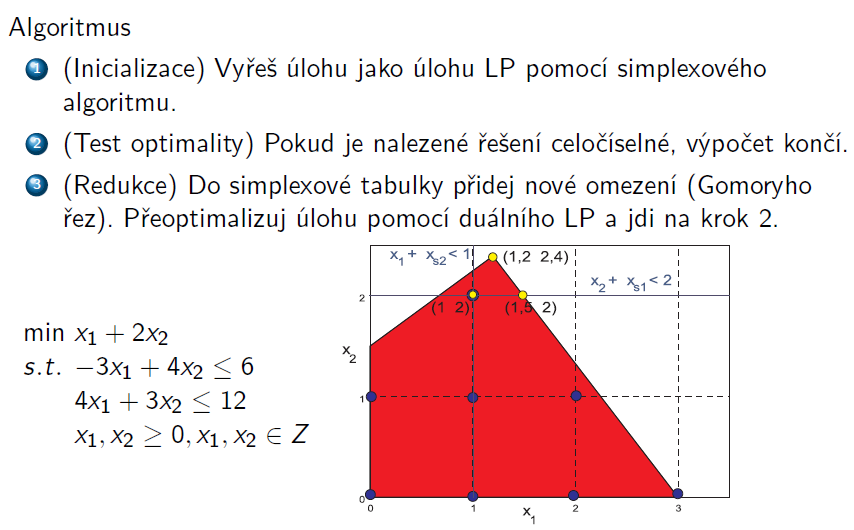 Algoritmus
1 (Inicializace) Vyřeš úlohu jako úlohu LP pomocí simplexového
algoritmu.
2 (Test optimality) Pokud je nalezené řešení celočíselné, výpočet končí.
3 (Redukce) Do simplexové tabulky přidej nové omezení (Gomoryho
řez). Přeoptimalizuj úlohu pomocí duálního LP a jdi na krok 2.
min x₁ + 2x₂
s.t. −3x₁ + 4x₂ ≤ 6
4x₁ + 3x₂ ≤ 12
x₁, x₂ ≥ 0, x₁, x₂ ∈ Z
x₁ + xₛ₂ < 1
(1,2 2,4)
x₂ + xₛ₁ < 2
2
(1 2)
(1,5 2)
x₂
1
0
0 1 2 3
x₁